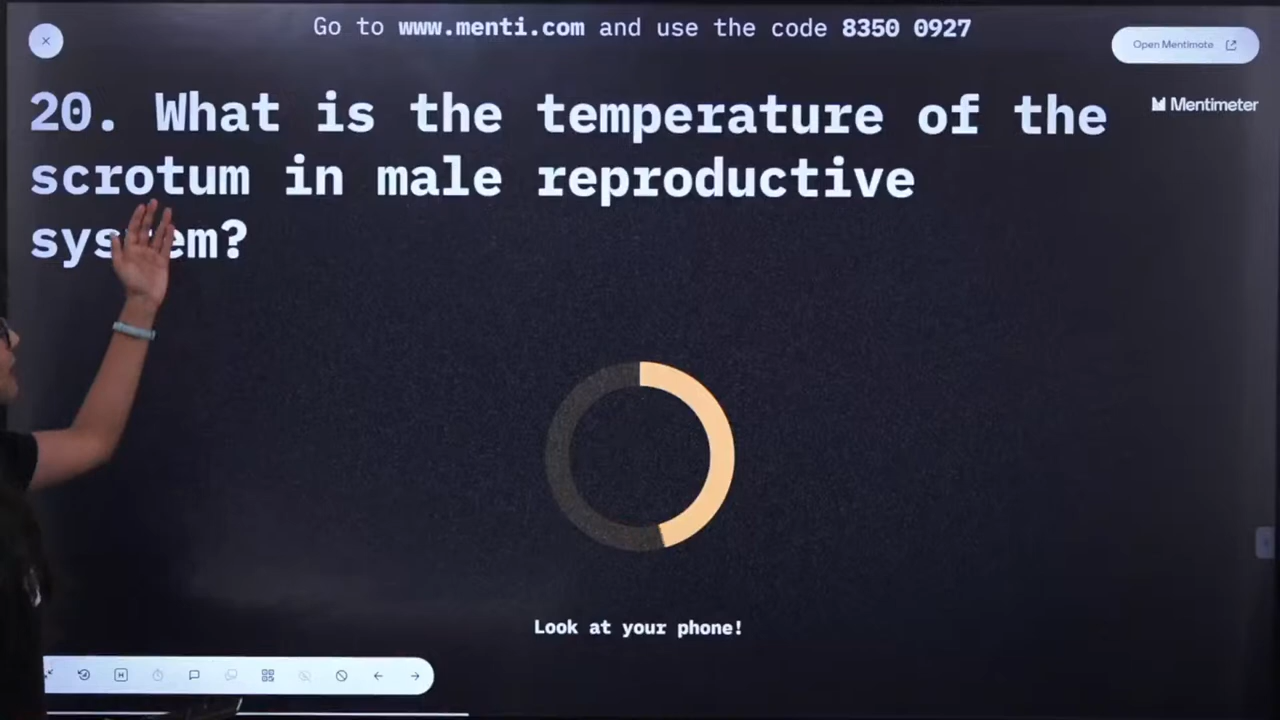 Go to www.menti.com and use the code 8350 0927
Open Mentimote
20. What is the temperature of the
Mentimeter
scrotum in male reproductive
system?
Look at your phone!